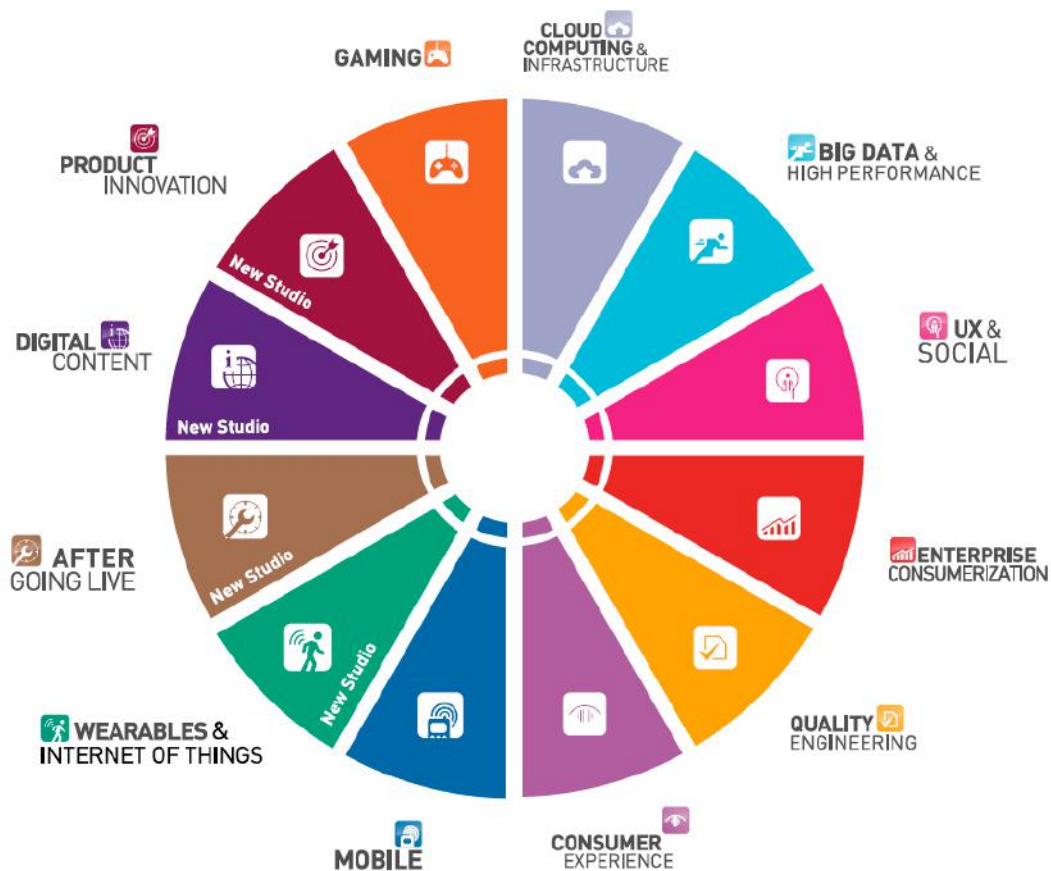 GAMING
CLOUD
COMPUTING &
INFRASTRUCTURE
BIG DATA &
HIGH PERFORMANCE
UX &
SOCIAL
ENTERPRISE
CONSUMERIZATION
QUALITY
ENGINEERING
CONSUMER
EXPERIENCE
MOBILE
WEARABLES &
INTERNET OF THINGS
AFTER
GOING LIVE
DIGITAL
CONTENT
PRODUCT
INNOVATION
New Studio
New Studio
New Studio
New Studio